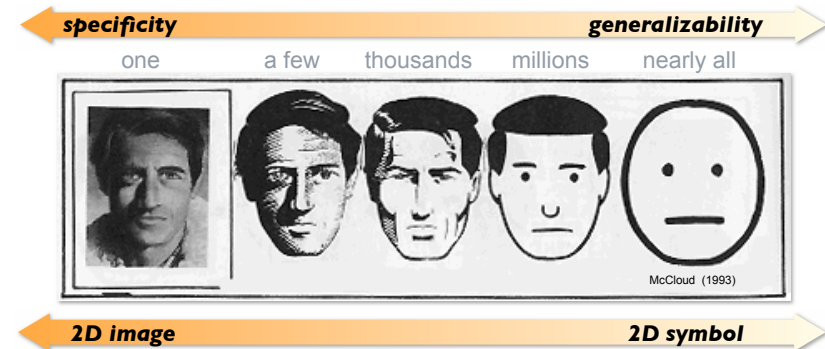 specificity generalizability
one a few thousands millions nearly all
McCloud (1993)
2D image 2D symbol